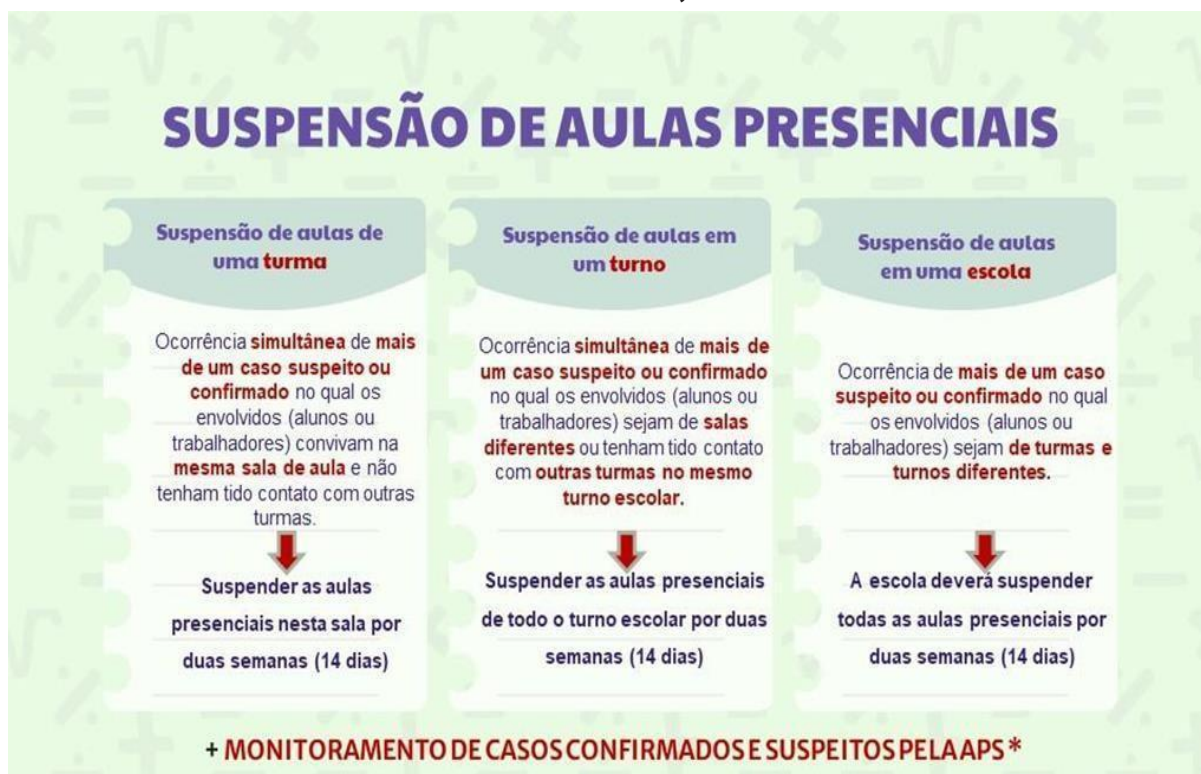 SUSPENSÃO DE AULAS PRESENCIAIS
Suspensão de aulas de
uma turma
Ocorrência simultânea de mais
de um caso suspeito ou
confirmado no qual os
envolvidos (alunos ou
trabalhadores) convivam na
mesma sala de aula e não
tenham tido contato com outras
turmas.
Suspender as aulas
presenciais nesta sala por
duas semanas (14 dias)
Suspensão de aulas em
um turno
Ocorrência simultânea de mais de
um caso suspeito ou confirmado
no qual os envolvidos (alunos ou
trabalhadores) sejam de salas
diferentes ou tenham tido contato
com outras turmas no mesmo
turno escolar.
Suspender as aulas presenciais
de todo o turno escolar por duas
semanas (14 dias)
Suspensão de aulas
em uma escola
Ocorrência de mais de um caso
suspeito ou confirmado no qual
os envolvidos (alunos ou
trabalhadores) sejam de turmas e
turnos diferentes.
A escola deverá suspender
todas as aulas presenciais por
duas semanas (14 dias)
+ MONITORAMENTO DE CASOS CONFIRMADOS E SUSPEITOS PELA APS *